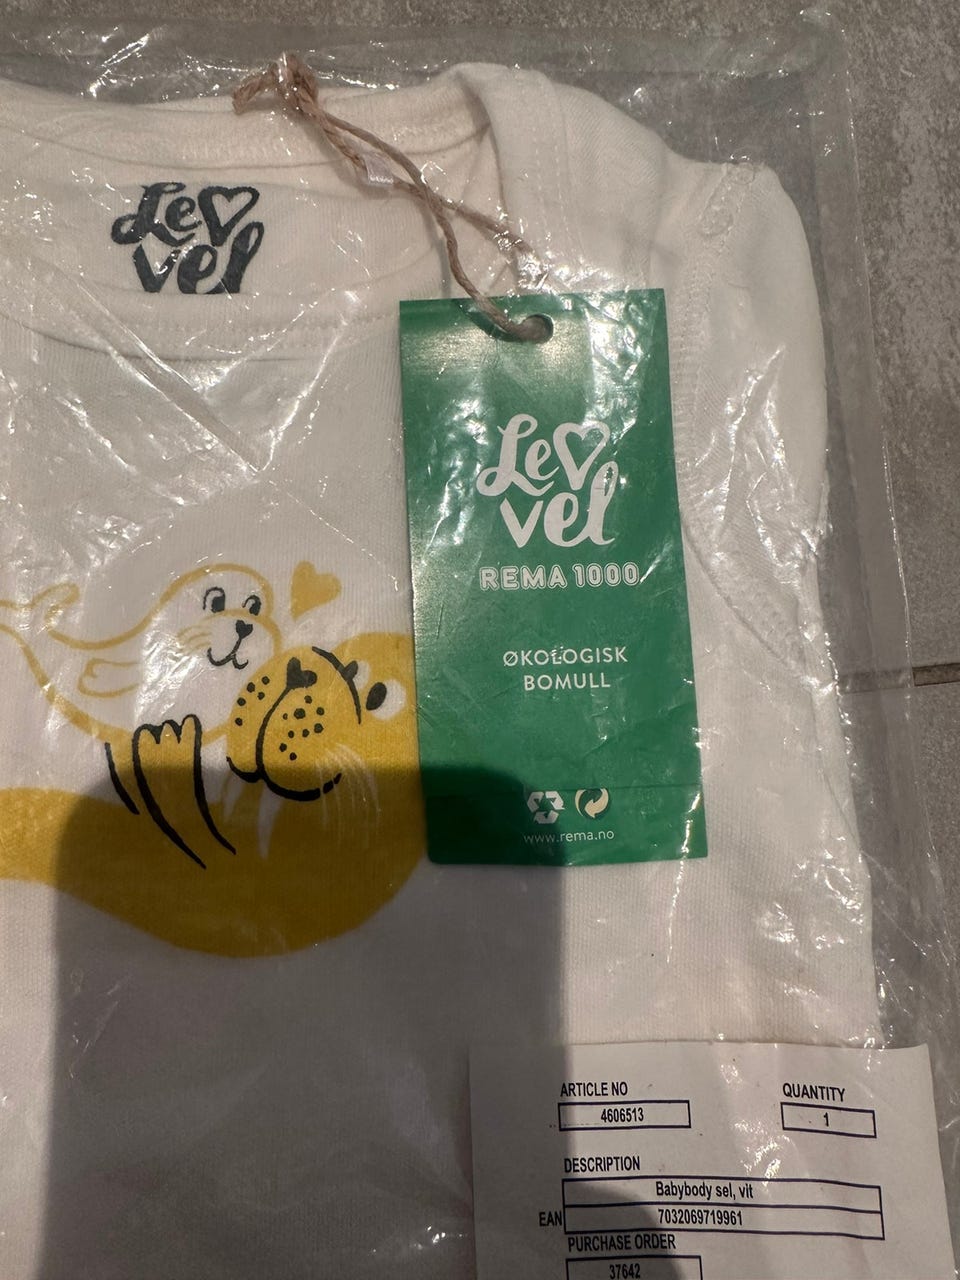 Le♡
vel
Le♡
vel
REMA 1000
ØKOLOGISK
BOMULL
www.rema.no
ARTICLE NO
4606513
QUANTITY
1
DESCRIPTION
Babybody sel, vit
EAN 7032069719961
PURCHASE ORDER
37642